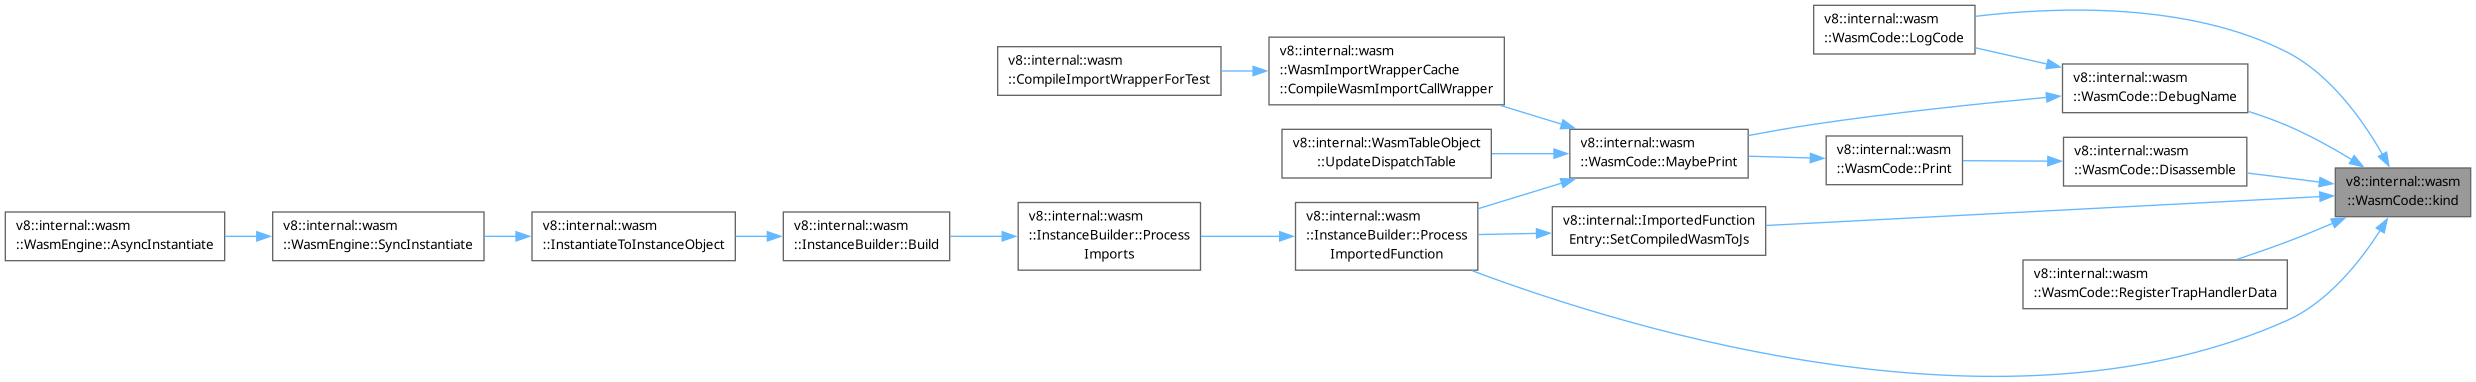 v8::internal::wasm
::WasmCode::LogCode
v8::internal::wasm
::CompileImportWrapperForTest
v8::internal::wasm
::WasmImportWrapperCache
::CompileWasmImportCallWrapper
v8::internal::wasm
::WasmCode::DebugName
v8::internal::WasmTableObject
::UpdateDispatchTable
v8::internal::wasm
::WasmCode::MaybePrint
v8::internal::wasm
::WasmCode::Print
v8::internal::wasm
::WasmCode::Disassemble
v8::internal::wasm
::WasmCode::kind
v8::internal::wasm
::WasmEngine::AsyncInstantiate
v8::internal::wasm
::WasmEngine::SyncInstantiate
v8::internal::wasm
::InstantiateToInstanceObject
v8::internal::wasm
::InstanceBuilder::Build
v8::internal::wasm
::InstanceBuilder::Process
Imports
v8::internal::wasm
::InstanceBuilder::Process
ImportedFunction
v8::internal::ImportedFunction
Entry::SetCompiledWasmToJs
v8::internal::wasm
::WasmCode::RegisterTrapHandlerData